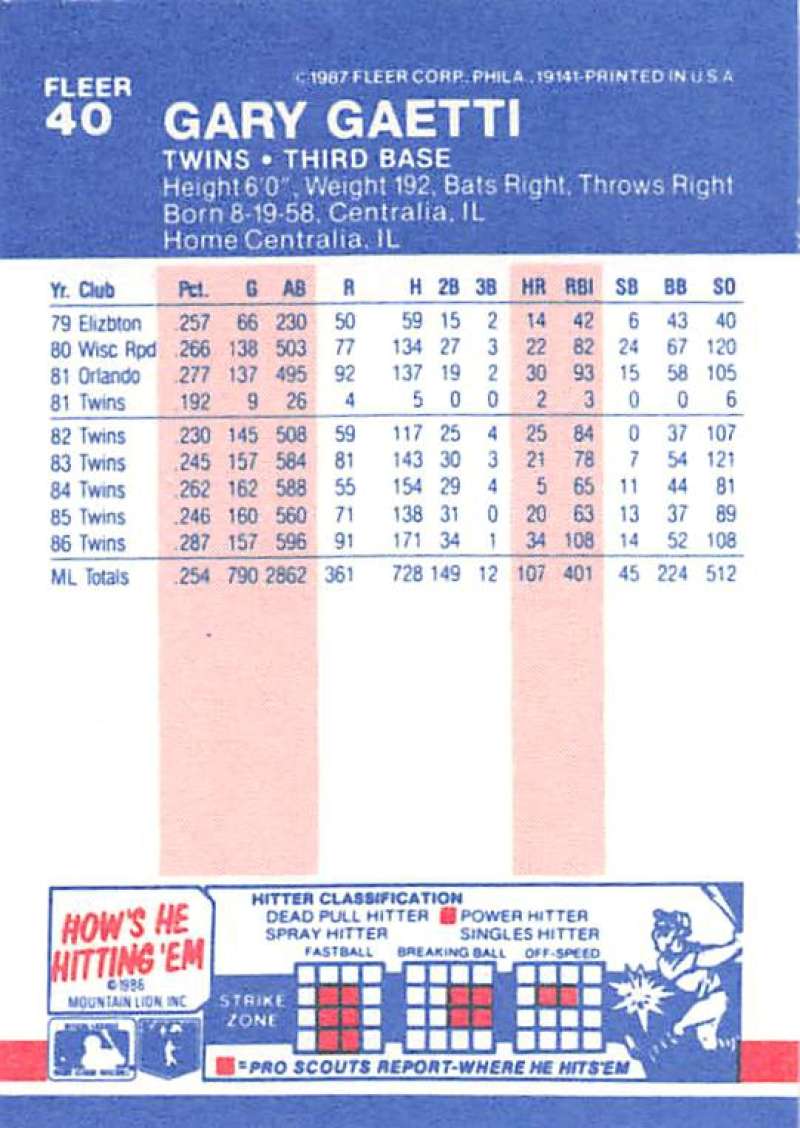 © 1987 FLEER CORP. PHILA., 19141-PRINTED IN U S A
FLEER
40 GARY GAETTI
TWINS • THIRD BASE
Height 6'0", Weight 192, Bats Right, Throws Right
Born 8-19-58, Centralia, IL
Home Centralia, IL
Yr. Club Pct. G AB R H 2B 3B HR RBI SB BB SO
79 Elizbton .257 66 230 50 59 15 2 14 42 6 43 40
80 Wisc Rpd .266 138 503 77 134 27 3 22 82 24 67 120
81 Orlando .277 137 495 92 137 19 2 30 93 15 58 105
81 Twins .192 9 26 4 5 0 0 2 3 0 0 6
82 Twins .230 145 508 59 117 25 4 25 84 0 37 107
83 Twins .245 157 584 81 143 30 3 21 78 7 54 121
84 Twins .262 162 588 55 154 29 4 5 65 11 44 81
85 Twins .246 160 560 71 138 31 0 20 63 13 37 89
86 Twins .287 157 596 91 171 34 1 34 108 14 52 108
ML Totals .254 790 2862 361 728 149 12 107 401 45 224 512
HOW'S HE
HITTING 'EM
© 1986
MOUNTAIN LION, INC
HITTER CLASSIFICATION
DEAD PULL HITTER POWER HITTER
SPRAY HITTER SINGLES HITTER
FASTBALL BREAKING BALL OFF-SPEED
STRIKE
ZONE
=PRO SCOUTS REPORT-WHERE HE HITS 'EM